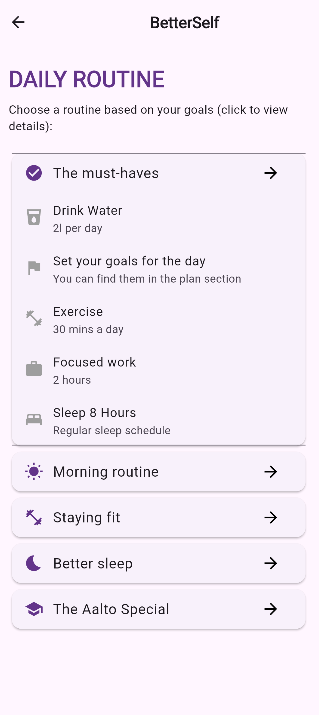 BetterSelf
DAILY ROUTINE
Choose a routine based on your goals (click to view
details):
The must-haves
Drink Water
2l per day
Set your goals for the day
You can find them in the plan section
Exercise
30 mins a day
Focused work
2 hours
Sleep 8 Hours
Regular sleep schedule
Morning routine
Staying fit
Better sleep
The Aalto Special